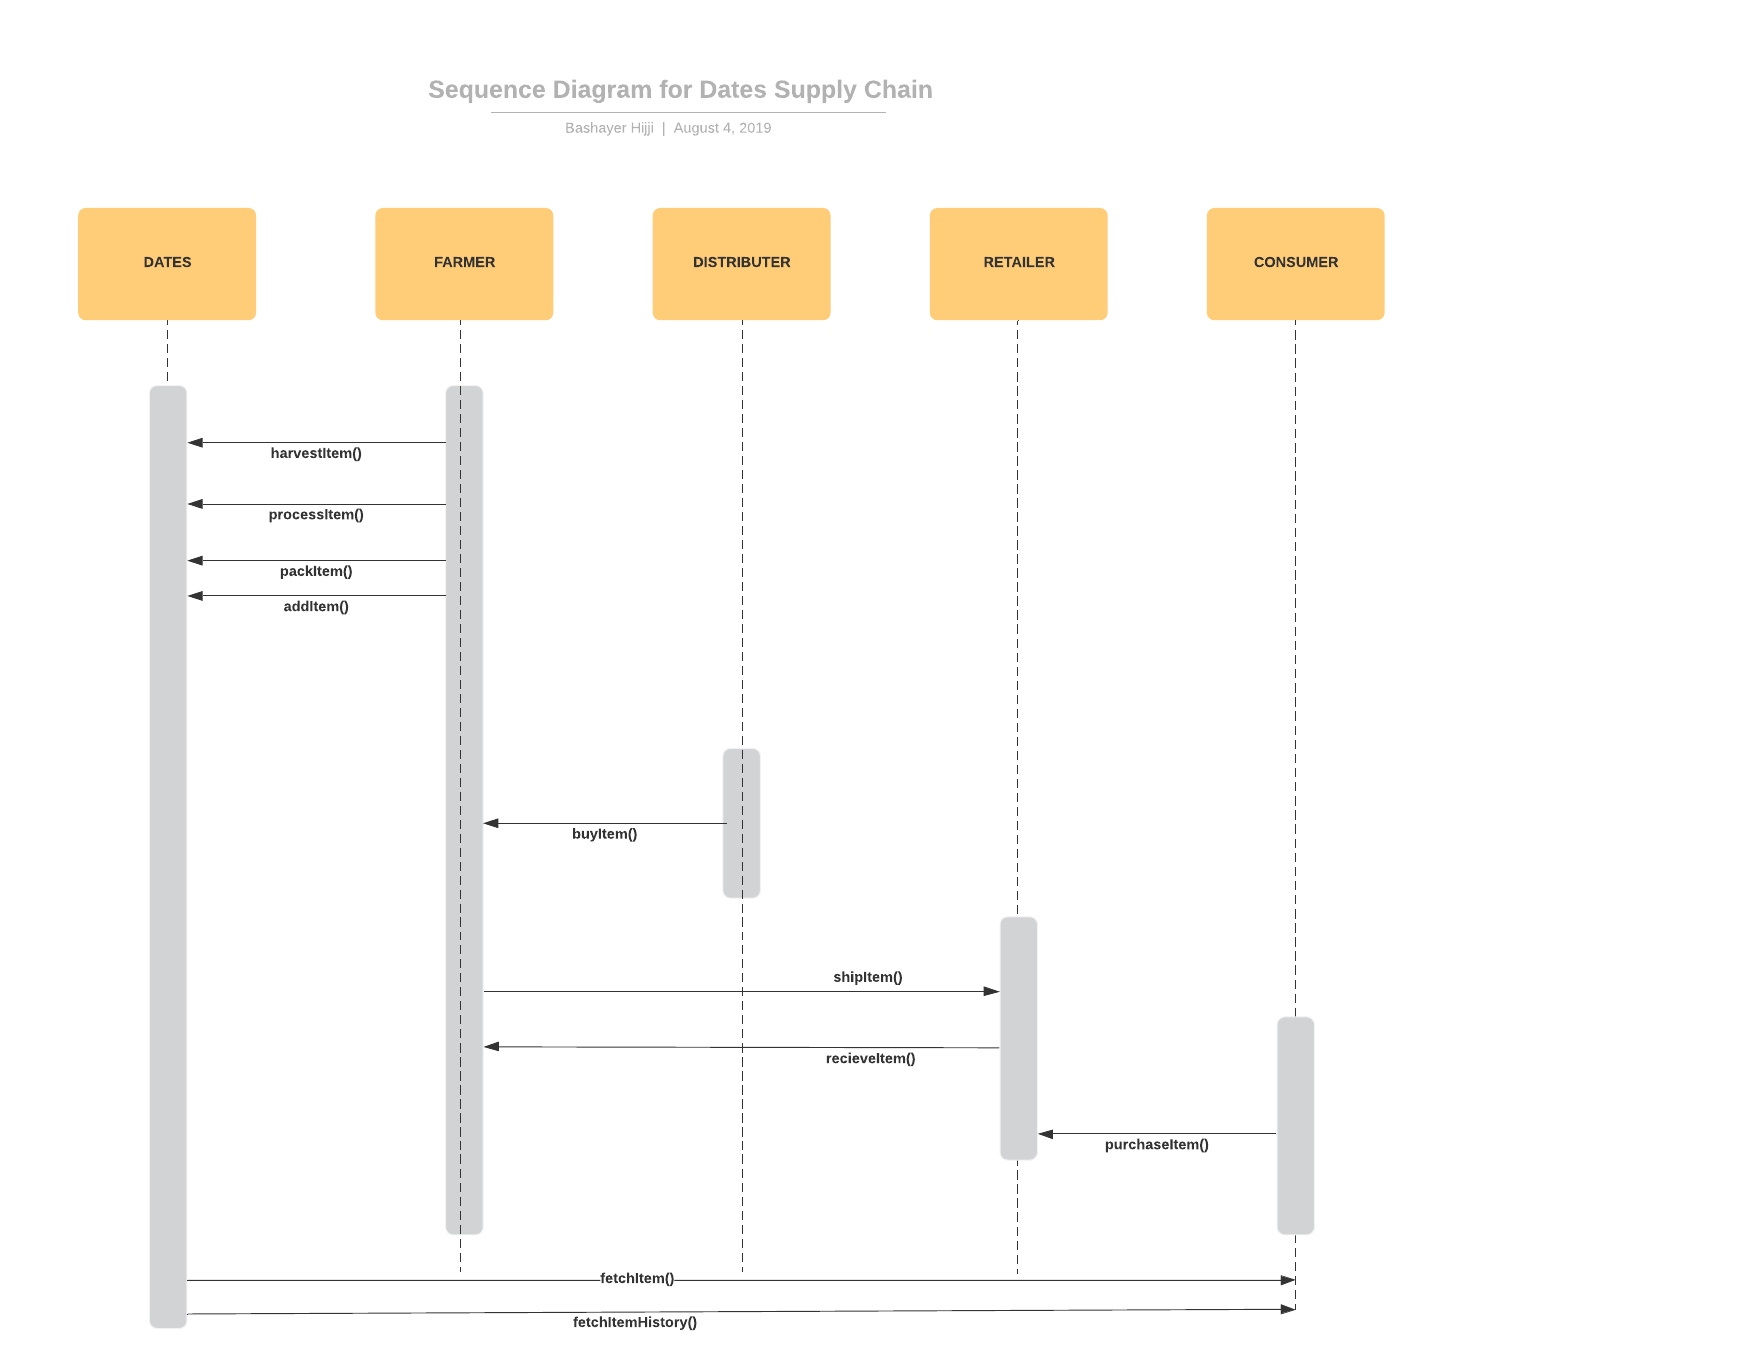 Sequence Diagram for Dates Supply Chain
Bashayer Hijji | August 4, 2019
DATES
FARMER
DISTRIBUTER
RETAILER
CONSUMER
harvestItem()
processItem()
packItem()
addItem()
buyItem()
shipItem()
recieveItem()
purchaseItem()
fetchItem()
fetchItemHistory()